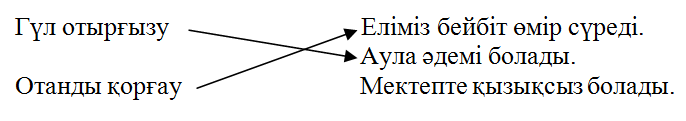 Гүл отырғызу
Отанды қорғау
Еліміз бейбіт өмір сүреді.
Аула әдемі болады.
Мектепте қызықсыз болады.